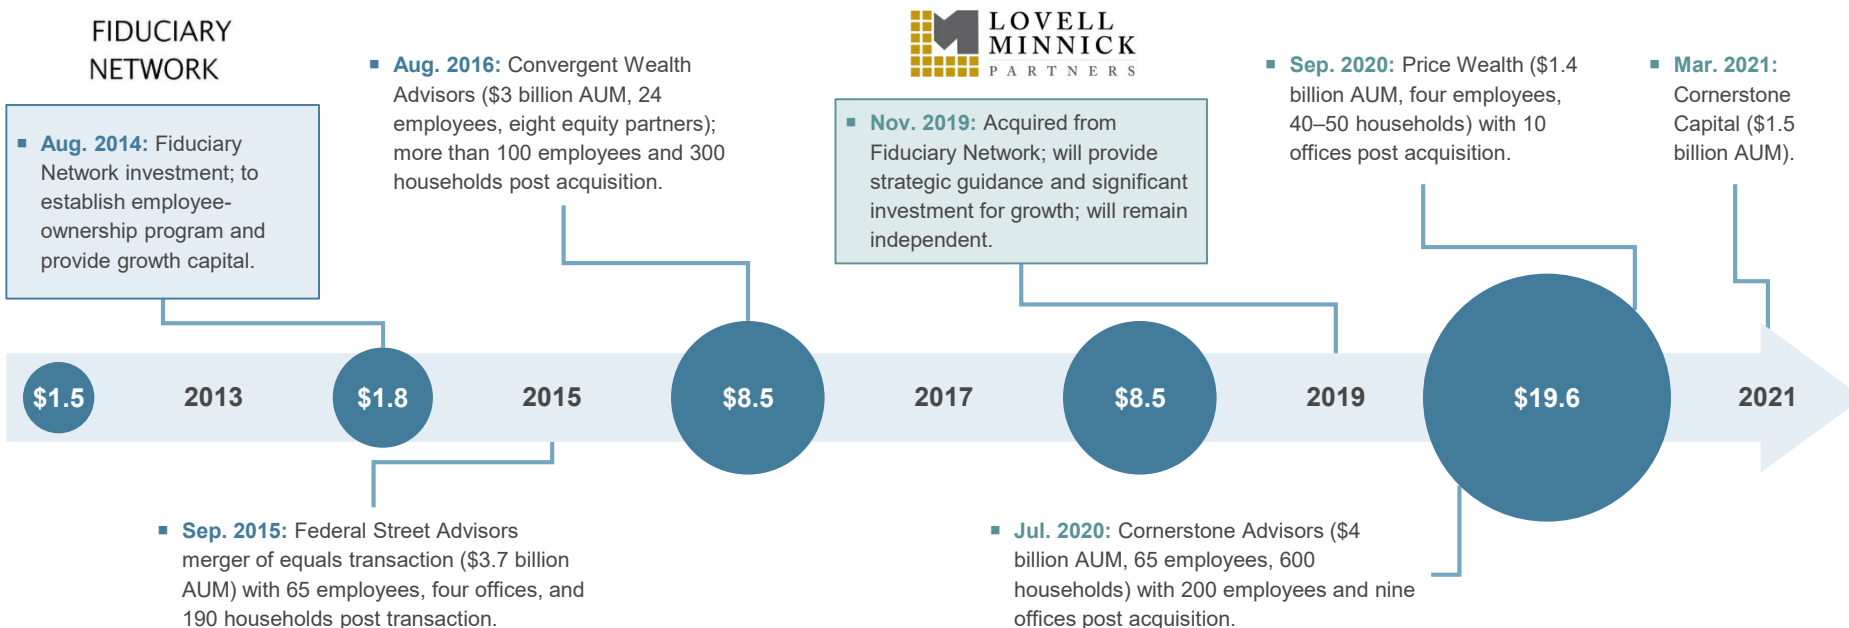 FIDUCIARY
NETWORK
▪ Aug. 2014: Fiduciary
Network investment; to
establish employee-
ownership program and
provide growth capital.
▪ Aug. 2016: Convergent Wealth
Advisors ($3 billion AUM, 24
employees, eight equity partners);
more than 100 employees and 300
households post acquisition.
LOVELL
MINNICK
PARTNERS
▪ Nov. 2019: Acquired from
Fiduciary Network; will provide
strategic guidance and significant
investment for growth; will remain
independent.
▪ Sep. 2020: Price Wealth ($1.4
billion AUM, four employees,
40–50 households) with 10
offices post acquisition.
▪ Mar. 2021:
Cornerstone
Capital ($1.5
billion AUM).
$1.5
2013
$1.8
2015
$8.5
2017
$8.5
2019
$19.6
2021
▪ Sep. 2015: Federal Street Advisors
merger of equals transaction ($3.7 billion
AUM) with 65 employees, four offices, and
190 households post transaction.
▪ Jul. 2020: Cornerstone Advisors ($4
billion AUM, 65 employees, 600
households) with 200 employees and nine
offices post acquisition.